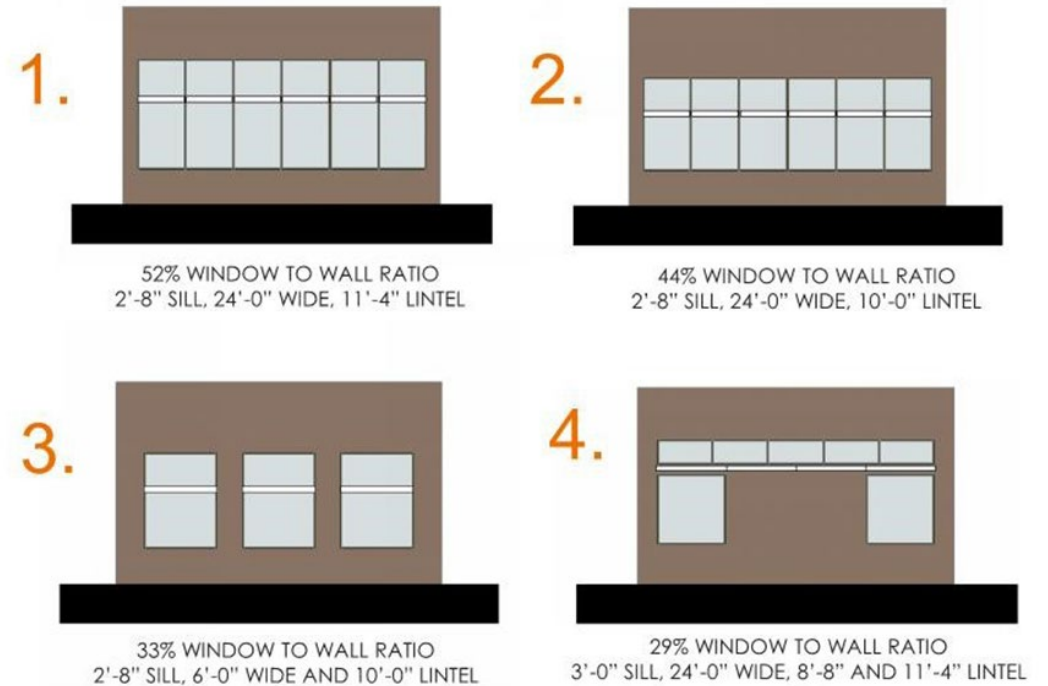 1.
52% WINDOW TO WALL RATIO
2'-8" SILL, 24'-0" WIDE, 11'-4" LINTEL
2.
44% WINDOW TO WALL RATIO
2'-8" SILL, 24'-0" WIDE, 10'-0" LINTEL
3.
33% WINDOW TO WALL RATIO
2'-8" SILL, 6'-0" WIDE AND 10'-0" LINTEL
4.
29% WINDOW TO WALL RATIO
3'-0" SILL, 24'-0" WIDE, 8'-8" AND 11'-4" LINTEL